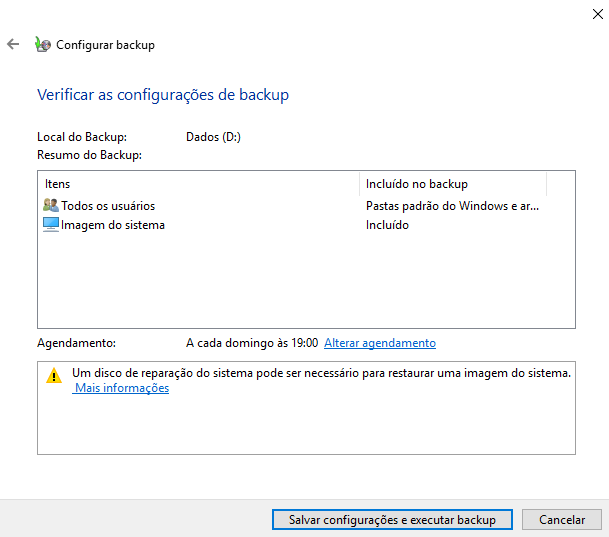 Configurar backup
Verificar as configurações de backup
Local do Backup: Dados (D:)
Resumo do Backup:
Itens Incluído no backup
Todos os usuários Pastas padrão do Windows e ar...
Imagem do sistema Incluído
Agendamento: A cada domingo às 19:00 Alterar agendamento
Um disco de reparação do sistema pode ser necessário para restaurar uma imagem do sistema.
Mais informações
Salvar configurações e executar backup Cancelar